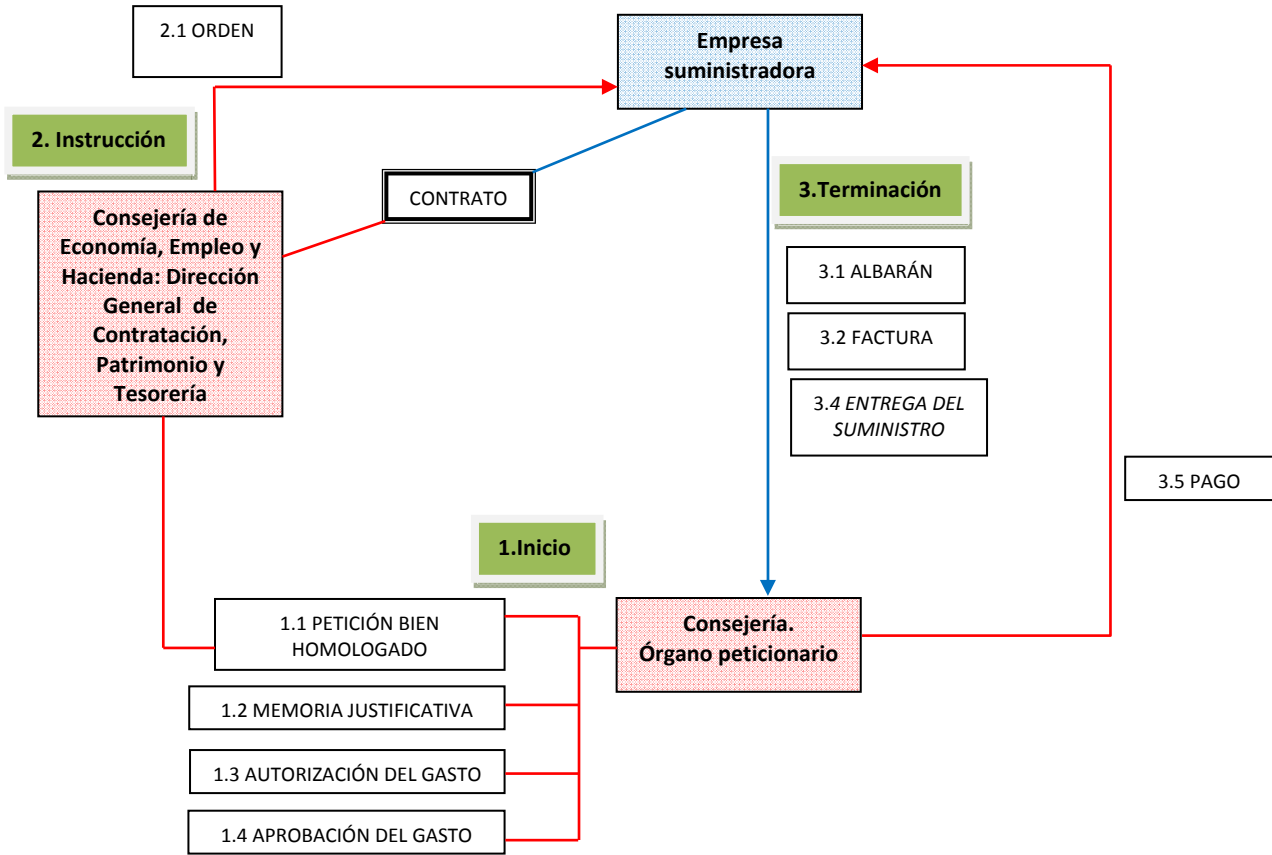 2.1 ORDEN
Empresa
suministradora
2. Instrucción
CONTRATO
3.Terminación
Consejería de
Economía, Empleo y
Hacienda: Dirección
General de
Contratación,
Patrimonio y
Tesorería
3.1 ALBARÁN
3.2 FACTURA
3.4 ENTREGA DEL
SUMINISTRO
3.5 PAGO
1.Inicio
1.1 PETICIÓN BIEN
HOMOLOGADO
Consejería.
Órgano peticionario
1.2 MEMORIA JUSTIFICATIVA
1.3 AUTORIZACIÓN DEL GASTO
1.4 APROBACIÓN DEL GASTO